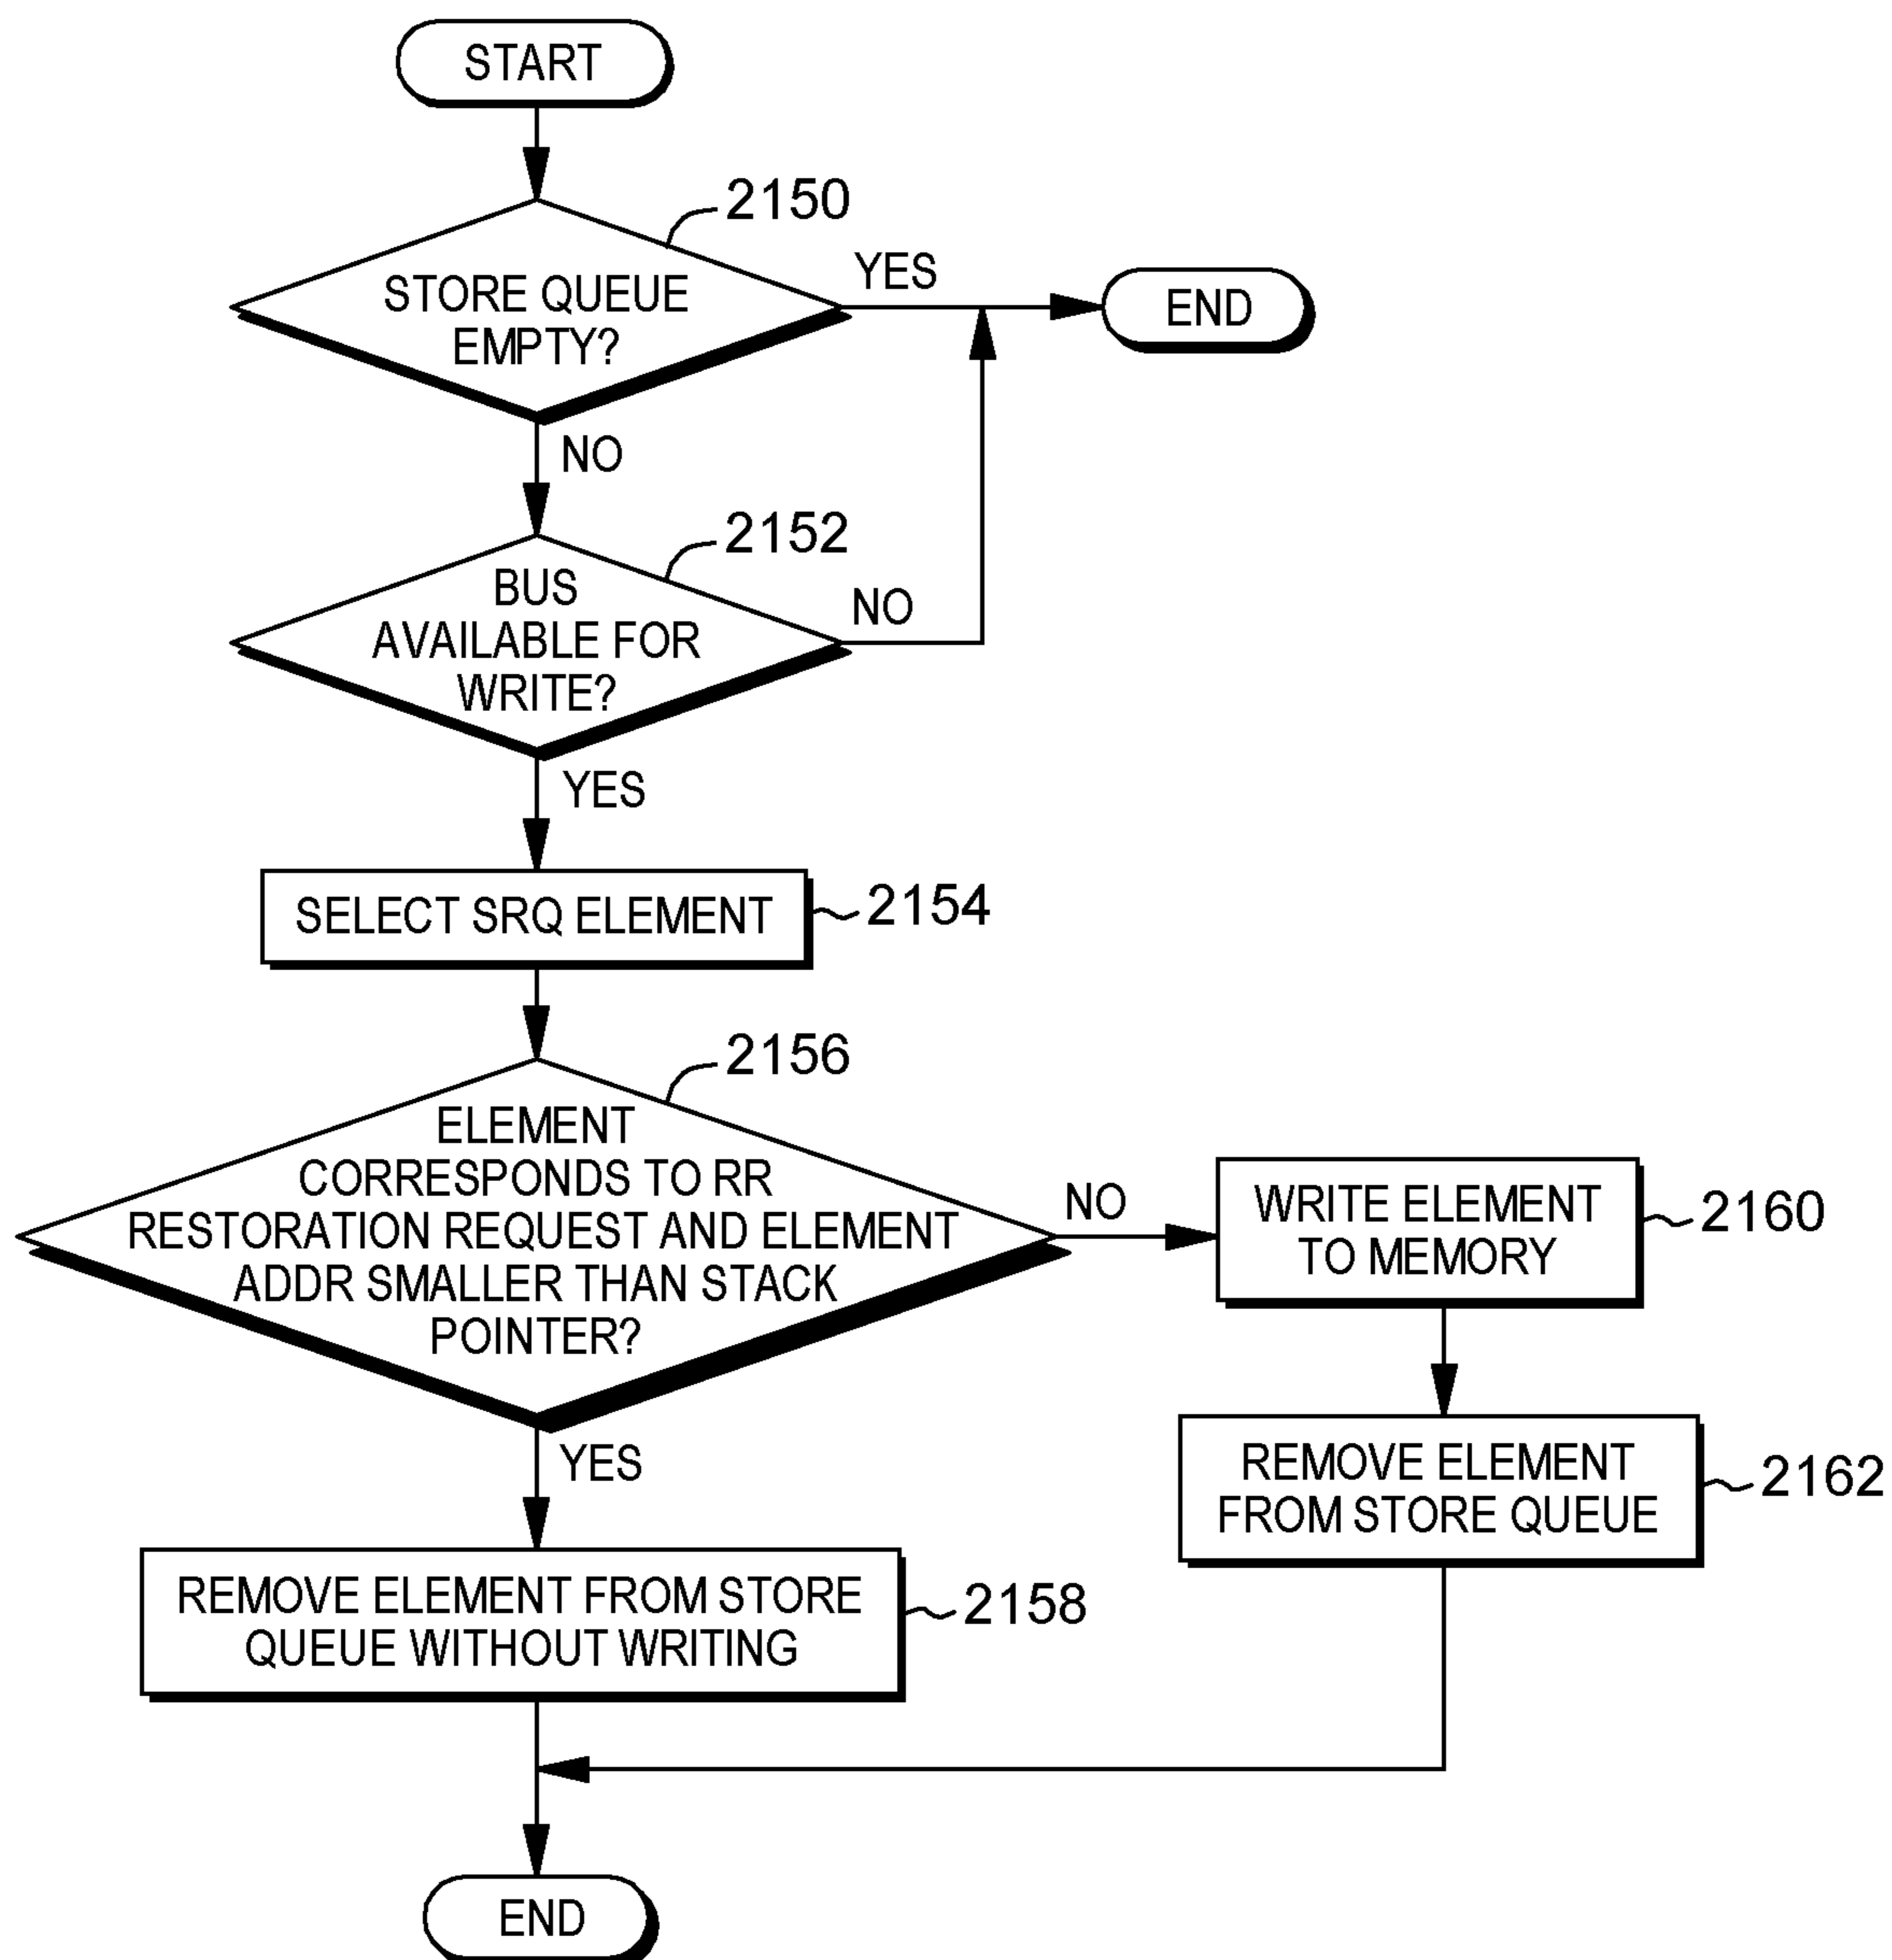 START
2150
STORE QUEUE
EMPTY?
YES
END
NO
2152
BUS
AVAILABLE FOR
WRITE?
NO
YES
SELECT SRQ ELEMENT
2154
2156
ELEMENT
CORRESPONDS TO RR
RESTORATION REQUEST AND ELEMENT
ADDR SMALLER THAN STACK
POINTER?
NO
WRITE ELEMENT
TO MEMORY
2160
YES
REMOVE ELEMENT
FROM STORE QUEUE
2162
REMOVE ELEMENT FROM STORE
QUEUE WITHOUT WRITING
2158
END